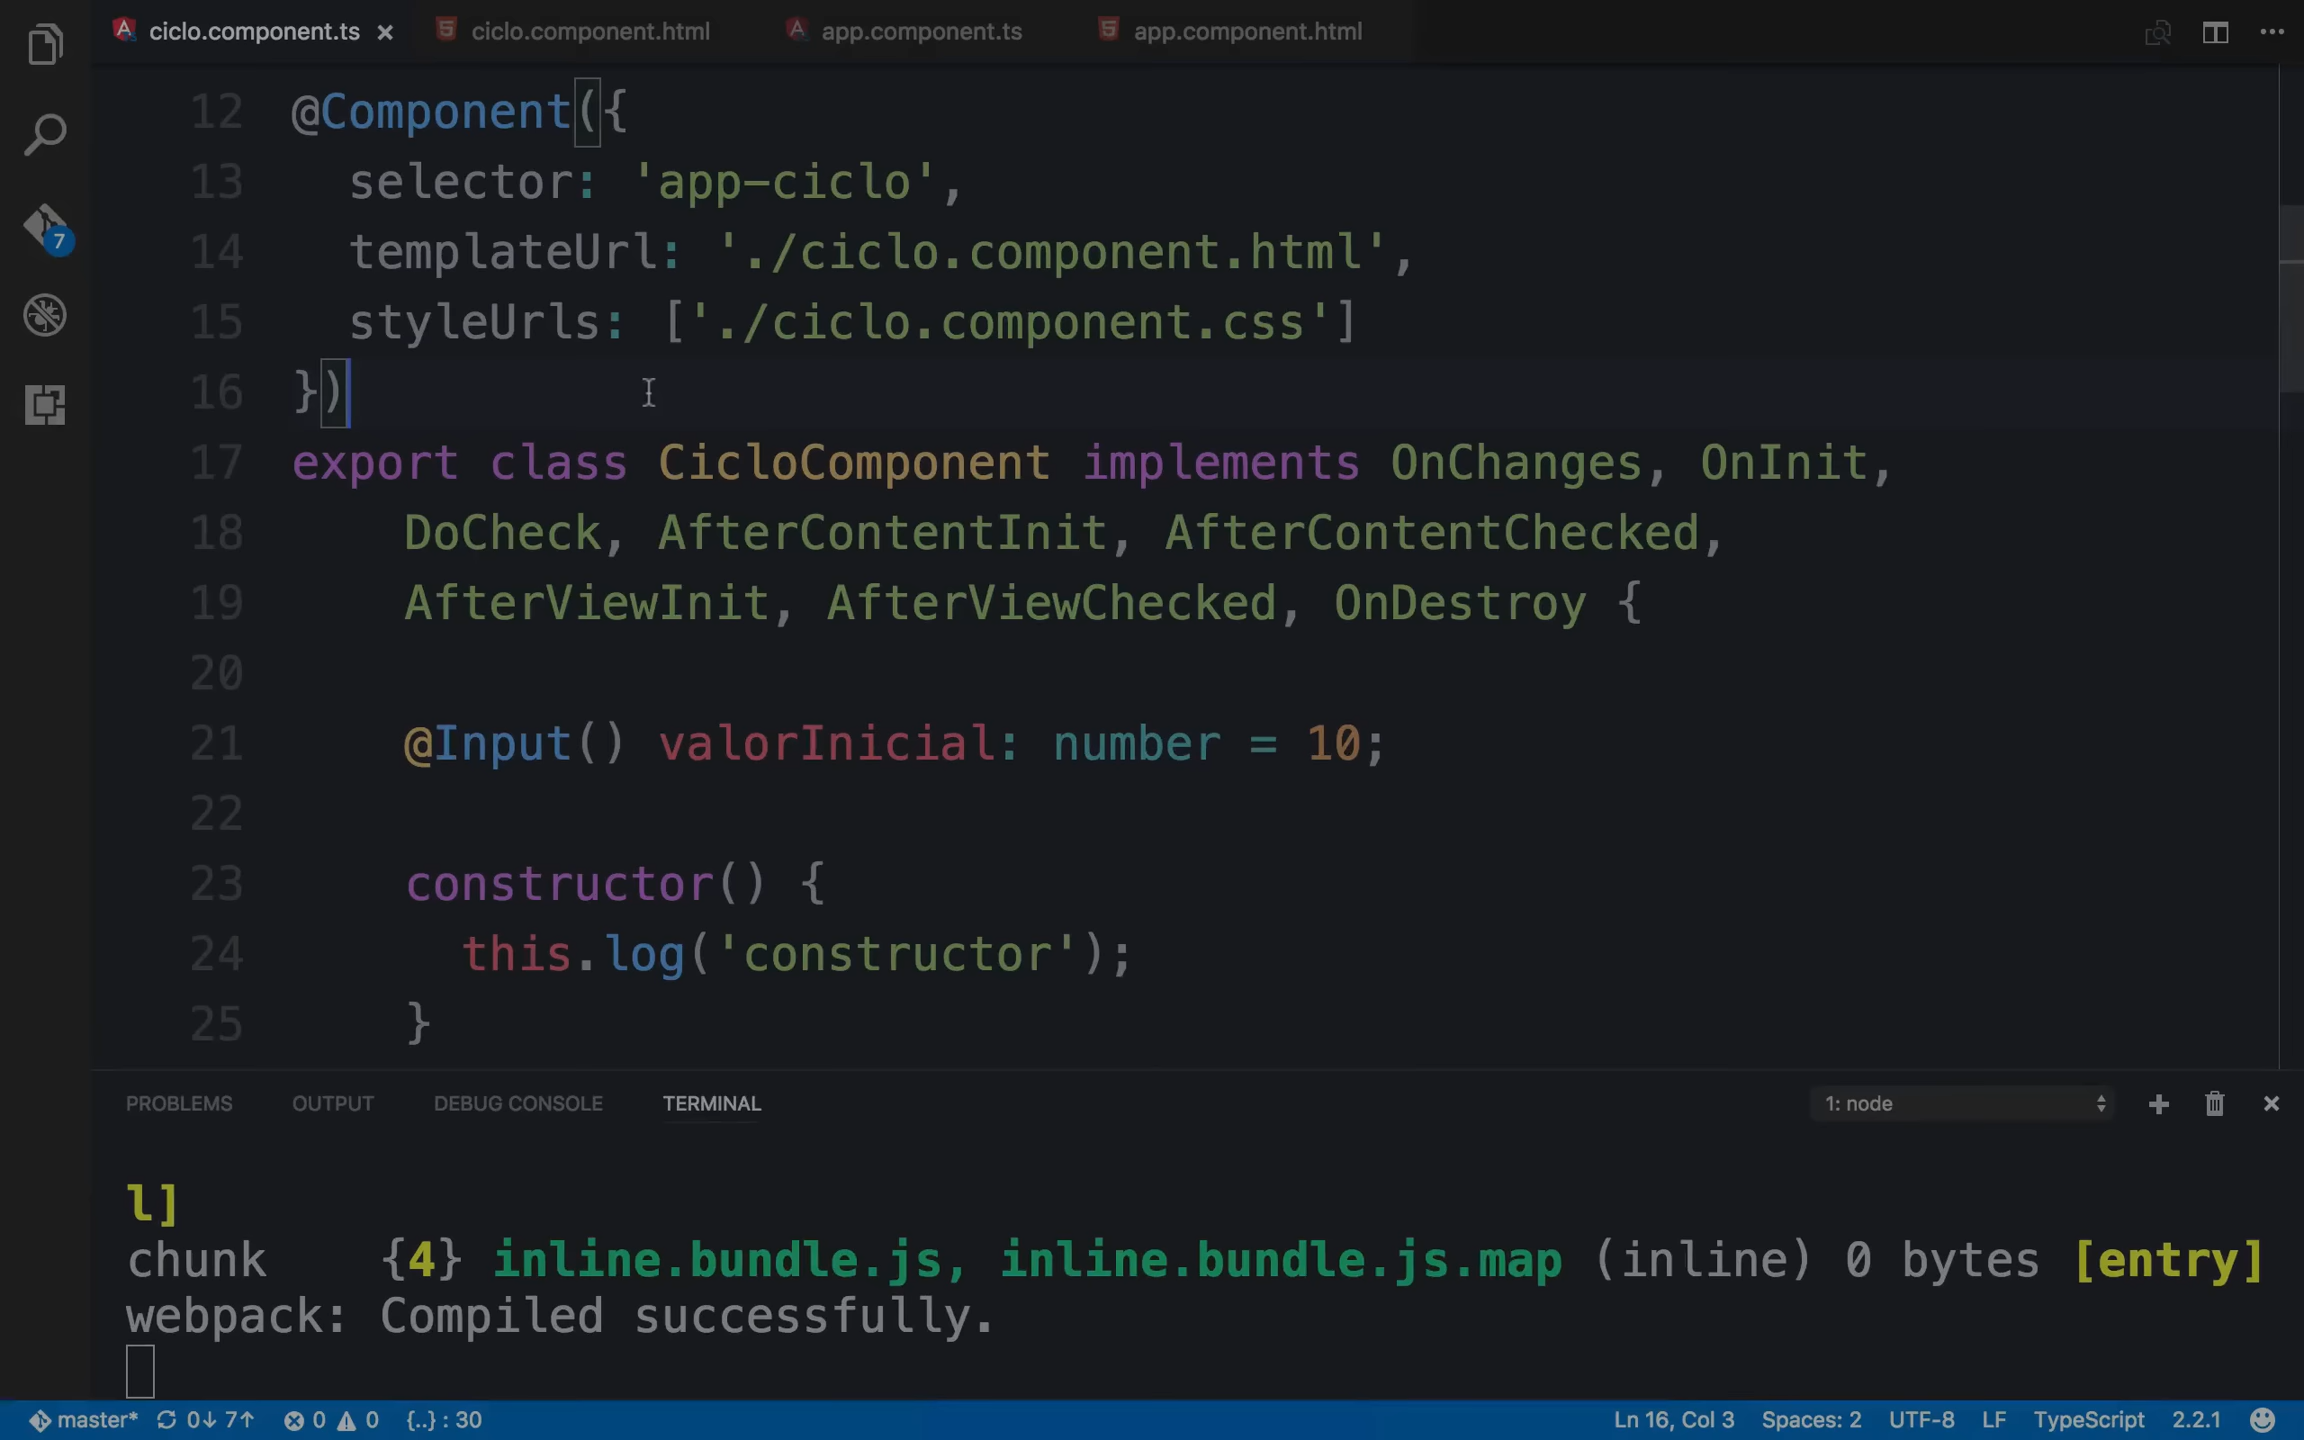 ciclo.component.ts ciclo.component.html app.component.ts app.component.html
12 @Component({
13 selector: 'app-ciclo',
14 templateUrl: './ciclo.component.html',
15 styleUrls: ['./ciclo.component.css']
16 })
17 export class CicloComponent implements OnChanges, OnInit,
18 DoCheck, AfterContentInit, AfterContentChecked,
19 AfterViewInit, AfterViewChecked, OnDestroy {
20
21 @Input() valorInicial: number = 10;
22
23 constructor() {
24 this.log('constructor');
25 }
7
PROBLEMS OUTPUT DEBUG CONSOLE TERMINAL 1: node
l]
chunk {4} inline.bundle.js, inline.bundle.js.map (inline) 0 bytes [entry]
webpack: Compiled successfully.
master* 0↓ 7↑ 0 0 {..} : 30 Ln 16, Col 3 Spaces: 2 UTF-8 LF TypeScript 2.2.1